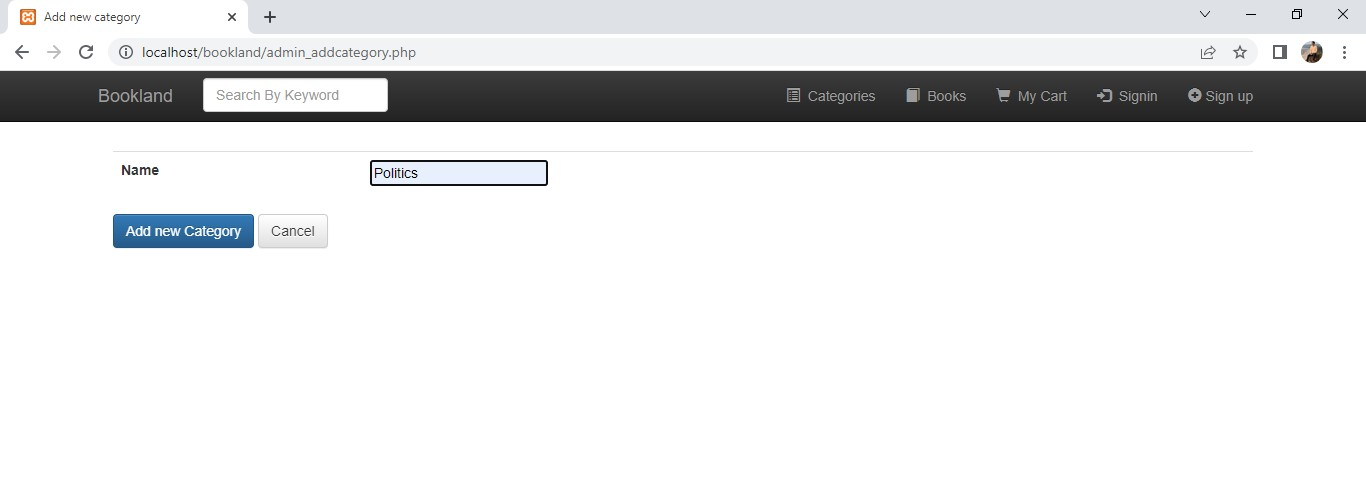 Add new category
localhost/bookland/admin_addcategory.php
Bookland Search By Keyword Categories Books My Cart Signin Sign up
Name Politics
Add new Category Cancel